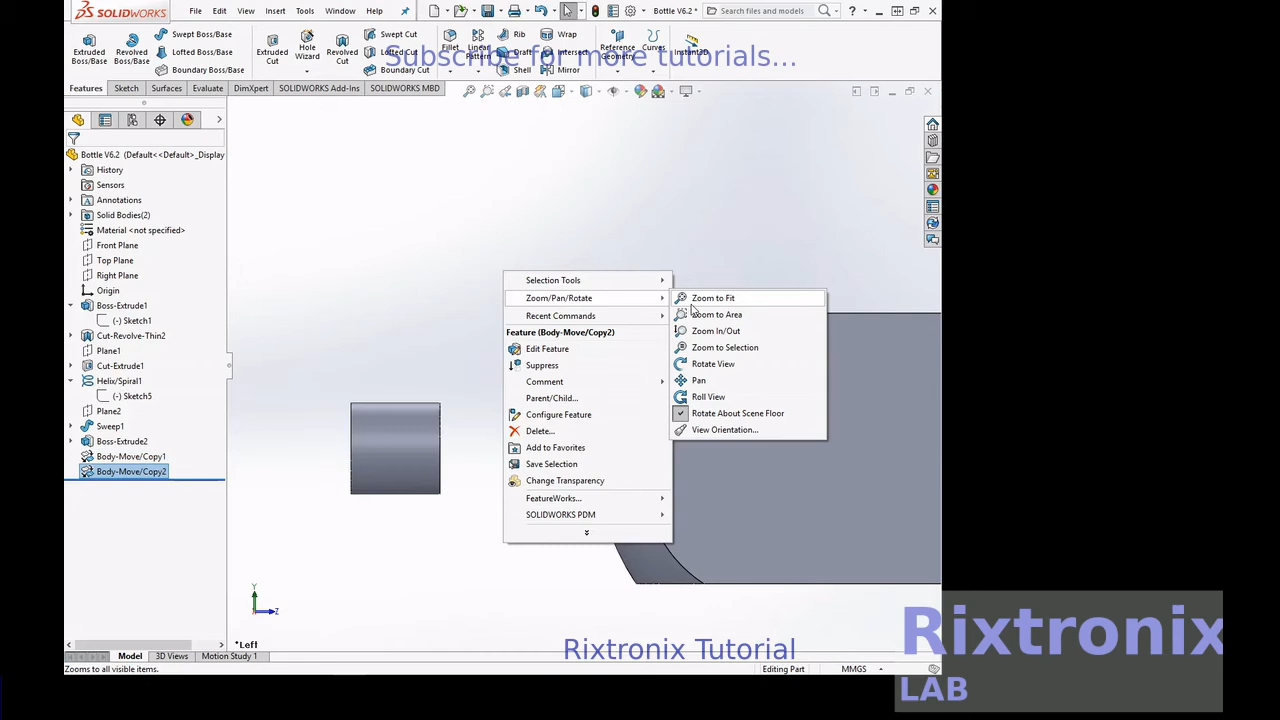 SOLIDWORKS
File
Edit
View
Insert
Tools
Window
Help
Bottle V6.2 *
Search files and models
Extruded Boss/Base
Revolved Boss/Base
Swept Boss/Base
Lofted Boss/Base
Boundary Boss/Base
Extruded Cut
Hole Wizard
Revolved Cut
Swept Cut
Boundary Cut
Fillet
Linear Pattern
Rib
Draft
Shell
Wrap
Intersect
Mirror
Reference Geometry
Curves
Instant3D
Subscribe for more tutorials...
Features
Sketch
Surfaces
Evaluate
DimXpert
SOLIDWORKS Add-Ins
SOLIDWORKS MBD
Bottle V6.2 (Default<<Default>_Display
History
Sensors
Annotations
Solid Bodies(2)
Material <not specified>
Front Plane
Top Plane
Right Plane
Origin
Boss-Extrude1
(-) Sketch1
Cut-Revolve-Thin2
Plane1
Cut-Extrude1
Helix/Spiral1
(-) Sketch5
Plane2
Sweep1
Boss-Extrude2
Body-Move/Copy1
Body-Move/Copy2
Selection Tools
Zoom/Pan/Rotate
Recent Commands
Feature (Body-Move/Copy2)
Edit Feature
Suppress
Comment
Parent/Child...
Configure Feature
Delete...
Add to Favorites
Save Selection
Change Transparency
FeatureWorks...
SOLIDWORKS PDM
Zoom to Fit
Zoom to Area
Zoom In/Out
Zoom to Selection
Rotate View
Pan
Roll View
Rotate About Scene Floor
View Orientation...
Y
Z
*Left
Model
3D Views
Motion Study 1
Zooms to all visible items.
Editing Part
MMGS
Rixtronix Tutorial
Rixtronix
LAB